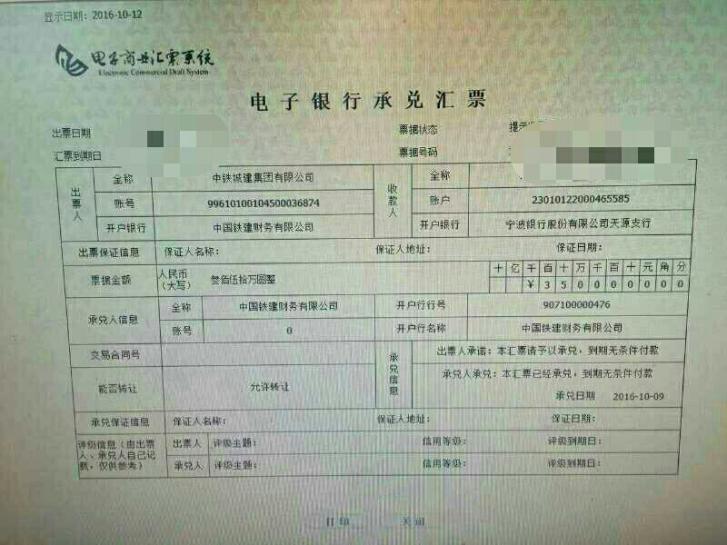 显示日期：2016-10-12
电子商业汇票系统
Electronic Commercial Draft System
电子银行承兑汇票
出票日期
票据状态
汇票到期日
票据号码
出票人
全称 中铁城建集团有限公司
账号 99610100104500036874
开户银行 中国铁建财务有限公司
收款人
全称
账户 23010122000465585
开户银行 宁波银行股份有限公司天源支行
出票保证信息 保证人名称： 保证人地址： 保证日期：
票据金额 人民币（大写） 叁佰伍拾万圆整
十 亿 千 百 十 万 千 百 十 元 角 分
¥ 3 5 0 0 0 0 0 0 0
承兑人信息
全称 中国铁建财务有限公司 开户行行号 907100000476
账号 0 开户行名称 中国铁建财务有限公司
交易合同号
承兑信息
出票人承诺：本汇票请予以承兑，到期无条件付款
能否转让 允许转让
承兑人承兑：本汇票已经承兑，到期无条件付款
承兑日期 2016-10-09
承兑保证信息 保证人名称： 保证人地址： 保证日期：
评级信息（由出票人、承兑人自己记载，仅供参考）
出票人 评级主题： 信用等级： 评级到期日：
承兑人 评级主题： 信用等级： 评级到期日：
打印 关闭